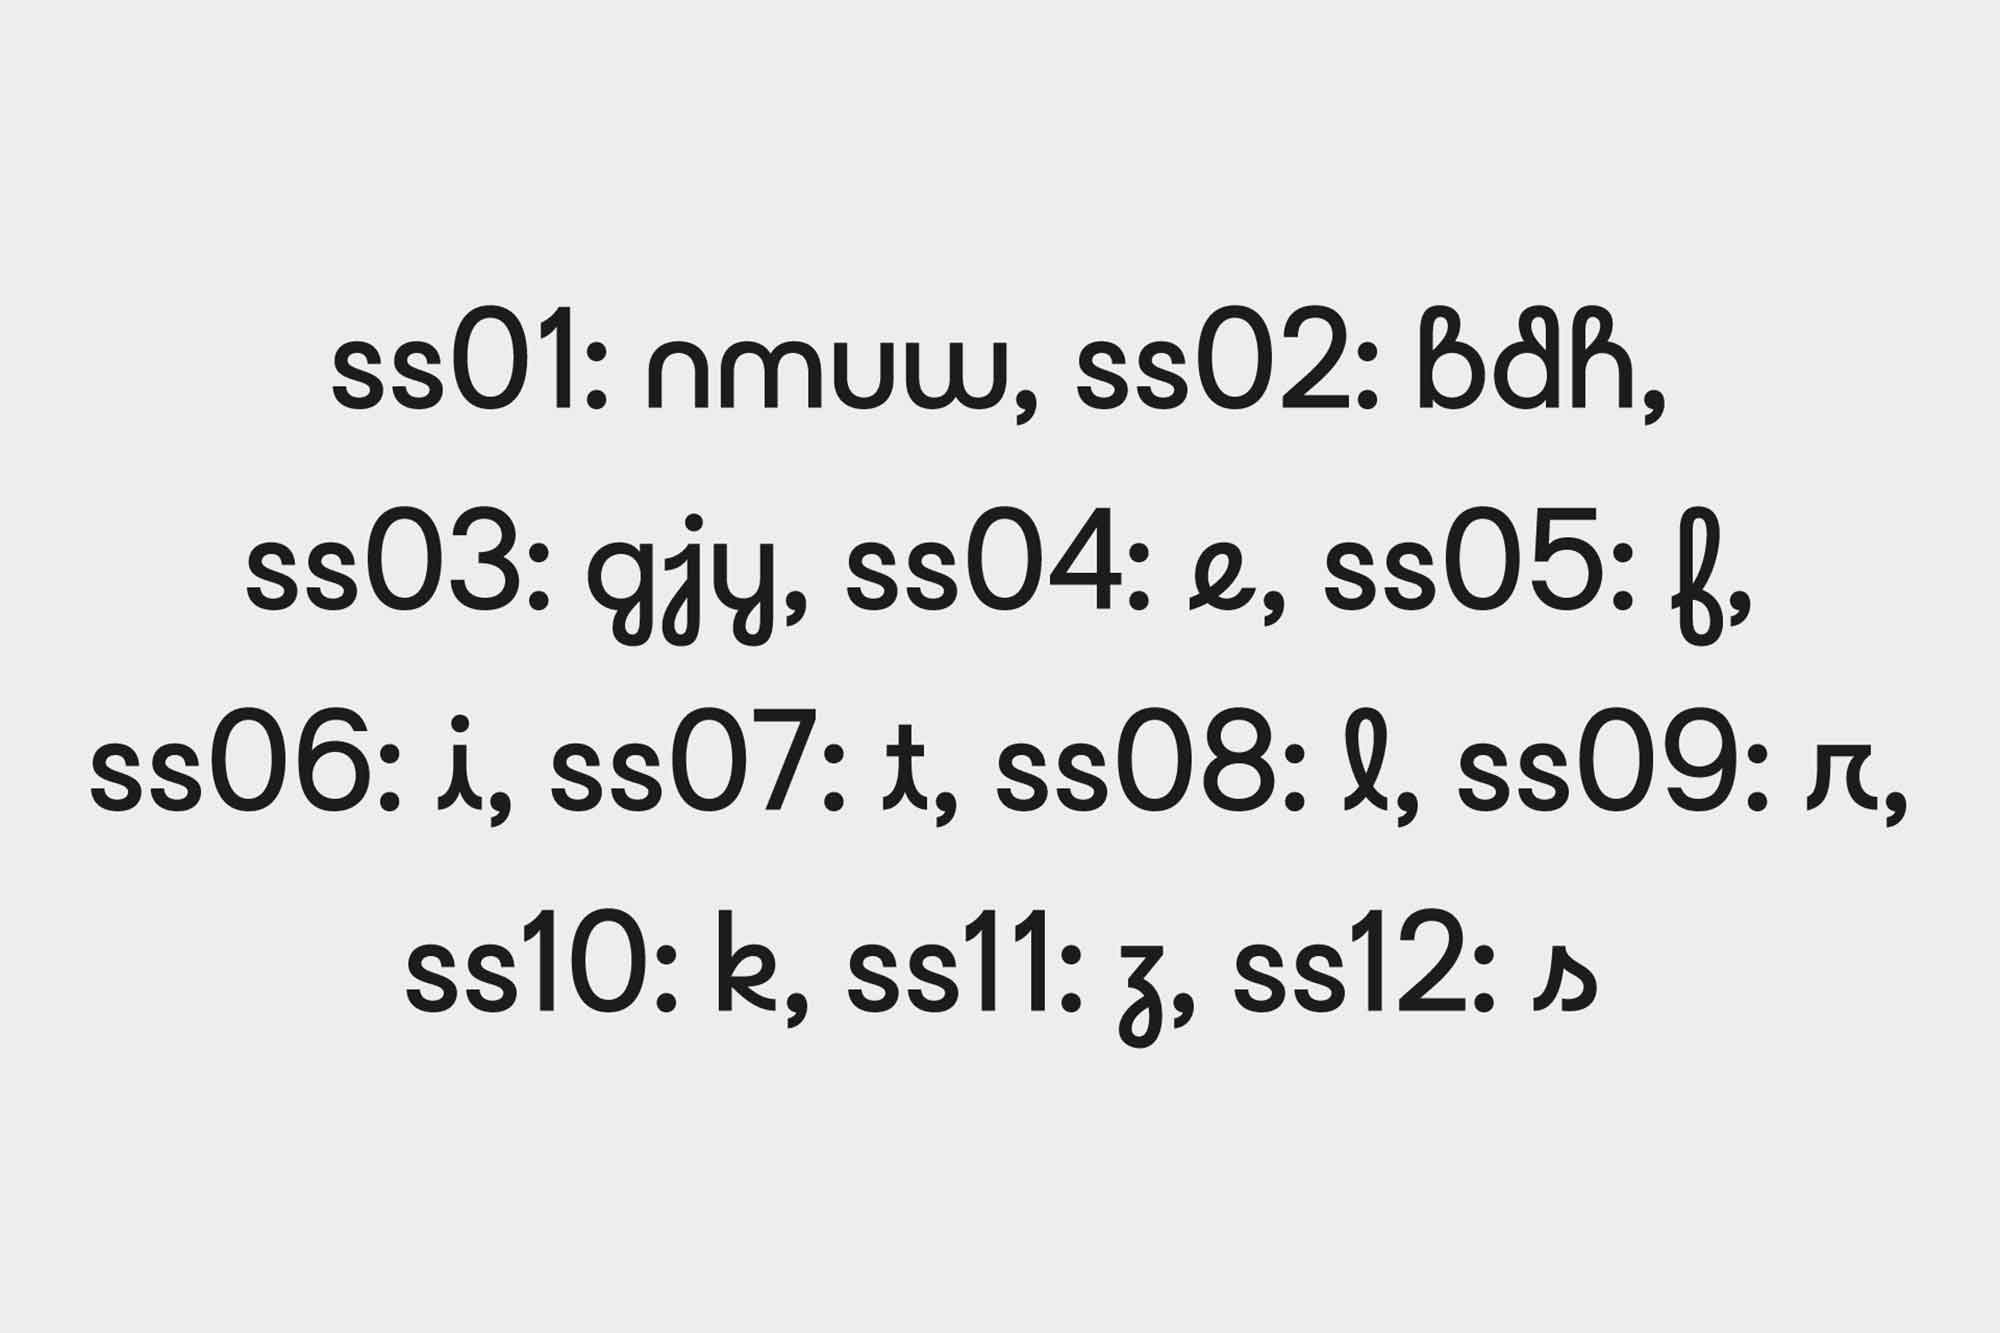 ss01: nmuw, ss02: bdh,
ss03: gjy, ss04: e, ss05: f,
ss06: i, ss07: t, ss08: l, ss09: r,
ss10: k, ss11: z, ss12: s